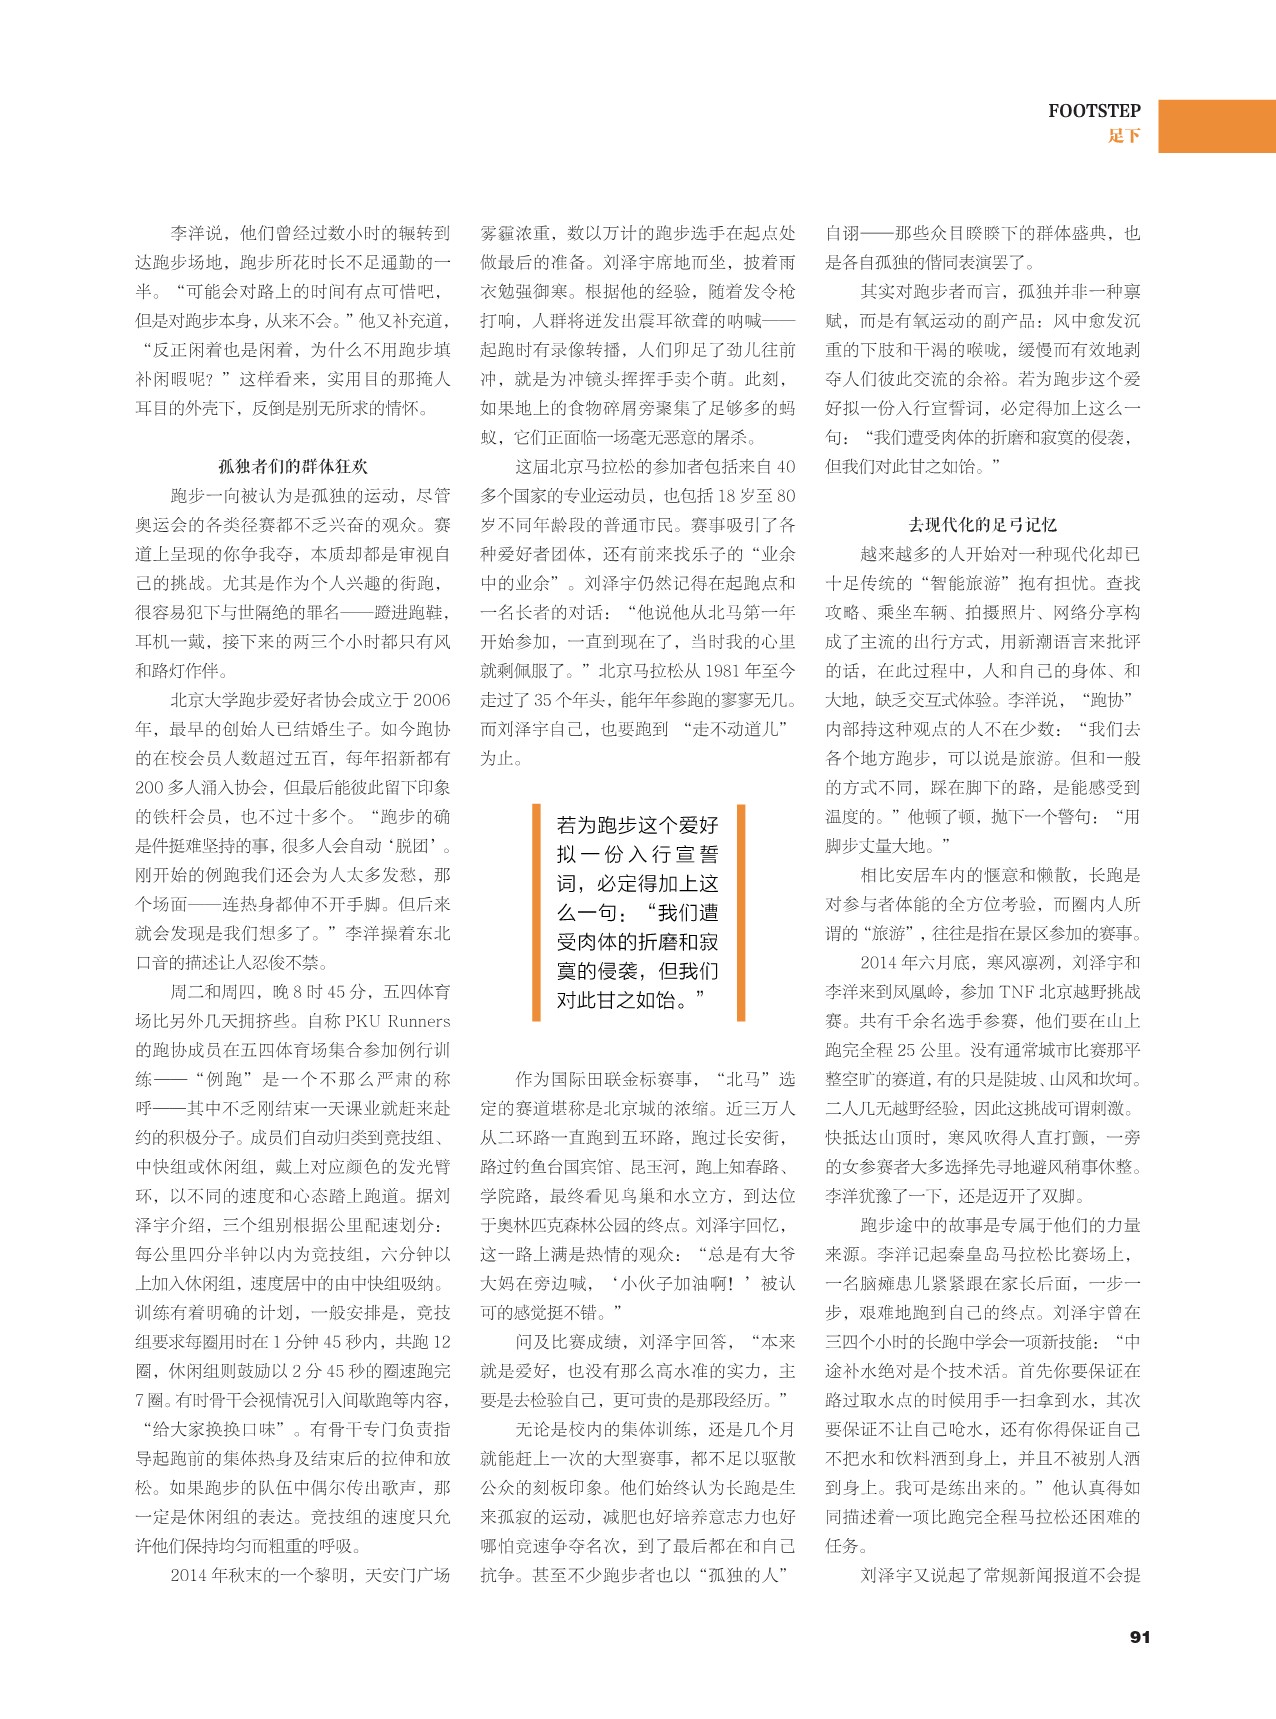 FOOTSTEP
足下
李洋说，他们曾经过数小时的辗转到
达跑步场地，跑步所花时长不足通勤的一
半。“可能会对路上的时间有点可惜吧，
但是对跑步本身，从来不会。”他又补充道，
“反正闲着也是闲着，为什么不用跑步填
补闲暇呢？”这样看来，实用目的那掩人
耳目的外壳下，反倒是别无所求的情怀。
孤独者们的群体狂欢
跑步一向被认为是孤独的运动，尽管
奥运会的各类径赛都不乏兴奋的观众。赛
道上呈现的你争我夺，本质却都是审视自
己的挑战。尤其是作为个人兴趣的街跑，
很容易犯下与世隔绝的罪名——蹬进跑鞋，
耳机一戴，接下来的两三个小时都只有风
和路灯作伴。
北京大学跑步爱好者协会成立于 2006
年，最早的创始人已结婚生子。如今跑协
的在校会员人数超过五百，每年招新都有
200 多人涌入协会，但最后能彼此留下印象
的铁杆会员，也不过十多个。“跑步的确
是件挺难坚持的事，很多人会自动‘脱团’。
刚开始的例跑我们还会为人太多发愁，那
个场面——连热身都伸不开手脚。但后来
就会发现是我们想多了。”李洋操着东北
口音的描述让人忍俊不禁。
周二和周四，晚 8 时 45 分，五四体育
场比另外几天拥挤些。自称 PKU Runners
的跑协成员在五四体育场集合参加例行训
练——“例跑”是一个不那么严肃的称
呼——其中不乏刚结束一天课业就赶来赴
约的积极分子。成员们自动归类到竞技组、
中快组或休闲组，戴上对应颜色的发光臂
环，以不同的速度和心态踏上跑道。据刘
泽宇介绍，三个组别根据公里配速划分：
每公里四分半钟以内为竞技组，六分钟以
上加入休闲组，速度居中的由中快组吸纳。
训练有着明确的计划，一般安排是，竞技
组要求每圈用时在 1 分钟 45 秒内，共跑 12
圈，休闲组则鼓励以 2 分 45 秒的圈速跑完
7 圈。有时骨干会视情况引入间歇跑等内容，
“给大家换换口味”。有骨干专门负责指
导起跑前的集体热身及结束后的拉伸和放
松。如果跑步的队伍中偶尔传出歌声，那
一定是休闲组的表达。竞技组的速度只允
许他们保持均匀而粗重的呼吸。
2014 年秋末的一个黎明，天安门广场
雾霾浓重，数以万计的跑步选手在起点处
做最后的准备。刘泽宇席地而坐，披着雨
衣勉强御寒。根据他的经验，随着发令枪
打响，人群将迸发出震耳欲聋的呐喊——
起跑时有录像转播，人们卯足了劲儿往前
冲，就是为冲镜头挥挥手卖个萌。此刻，
如果地上的食物碎屑旁聚集了足够多的蚂
蚁，它们正面临一场毫无恶意的屠杀。
这届北京马拉松的参加者包括来自 40
多个国家的专业运动员，也包括 18 岁至 80
岁不同年龄段的普通市民。赛事吸引了各
种爱好者团体，还有前来找乐子的“业余
中的业余”。刘泽宇仍然记得在起跑点和
一名长者的对话：“他说他从北马第一年
开始参加，一直到现在了，当时我的心里
就剩佩服了。”北京马拉松从 1981 年至今
走过了 35 个年头，能年年参跑的寥寥无几。
而刘泽宇自己，也要跑到 “走不动道儿”
为止。
若为跑步这个爱好
拟一份入行宣誓
词，必定得加上这
么一句：“我们遭
受肉体的折磨和寂
寞的侵袭，但我们
对此甘之如饴。”
作为国际田联金标赛事，“北马”选
定的赛道堪称是北京城的浓缩。近三万人
从二环路一直跑到五环路，跑过长安街，
路过钓鱼台国宾馆、昆玉河，跑上知春路、
学院路，最终看见鸟巢和水立方，到达位
于奥林匹克森林公园的终点。刘泽宇回忆，
这一路上满是热情的观众：“总是有大爷
大妈在旁边喊，‘小伙子加油啊！’被认
可的感觉挺不错。”
问及比赛成绩，刘泽宇回答，“本来
就是爱好，也没有那么高水准的实力，主
要是去检验自己，更可贵的是那段经历。”
无论是校内的集体训练，还是几个月
就能赶上一次的大型赛事，都不足以驱散
公众的刻板印象。他们始终认为长跑是生
来孤寂的运动，减肥也好培养意志力也好
哪怕竞速争夺名次，到了最后都在和自己
抗争。甚至不少跑步者也以“孤独的人”
自诩——那些众目睽睽下的群体盛典，也
是各自孤独的偕同表演罢了。
其实对跑步者而言，孤独并非一种禀
赋，而是有氧运动的副产品：风中愈发沉
重的下肢和干渴的喉咙，缓慢而有效地剥
夺人们彼此交流的余裕。若为跑步这个爱
好拟一份入行宣誓词，必定得加上这么一
句：“我们遭受肉体的折磨和寂寞的侵袭，
但我们对此甘之如饴。”
去现代化的足弓记忆
越来越多的人开始对一种现代化却已
十足传统的“智能旅游”抱有担忧。查找
攻略、乘坐车辆、拍摄照片、网络分享构
成了主流的出行方式，用新潮语言来批评
的话，在此过程中，人和自己的身体、和
大地，缺乏交互式体验。李洋说，“跑协”
内部持这种观点的人不在少数：“我们去
各个地方跑步，可以说是旅游。但和一般
的方式不同，踩在脚下的路，是能感受到
温度的。”他顿了顿，抛下一个警句：“用
脚步丈量大地。”
相比安居车内的惬意和懒散，长跑是
对参与者体能的全方位考验，而圈内人所
谓的“旅游”，往往是指在景区参加的赛事。
2014 年六月底，寒风凛冽，刘泽宇和
李洋来到凤凰岭，参加 TNF 北京越野挑战
赛。共有千余名选手参赛，他们要在山上
跑完全程 25 公里。没有通常城市比赛那平
整空旷的赛道，有的只是陡坡、山风和坎坷。
二人几无越野经验，因此这挑战可谓刺激。
快抵达山顶时，寒风吹得人直打颤，一旁
的女参赛者大多选择先寻地避风稍事休整。
李洋犹豫了一下，还是迈开了双脚。
跑步途中的故事是专属于他们的力量
来源。李洋记起秦皇岛马拉松比赛场上，
一名脑瘫患儿紧紧跟在家长后面，一步一
步，艰难地跑到自己的终点。刘泽宇曾在
三四个小时的长跑中学会一项新技能：“中
途补水绝对是个技术活。首先你要保证在
路过取水点的时候用手一扫拿到水，其次
要保证不让自己呛水，还有你得保证自己
不把水和饮料洒到身上，并且不被别人洒
到身上。我可是练出来的。”他认真得如
同描述着一项比跑完全程马拉松还困难的
任务。
刘泽宇又说起了常规新闻报道不会提
91